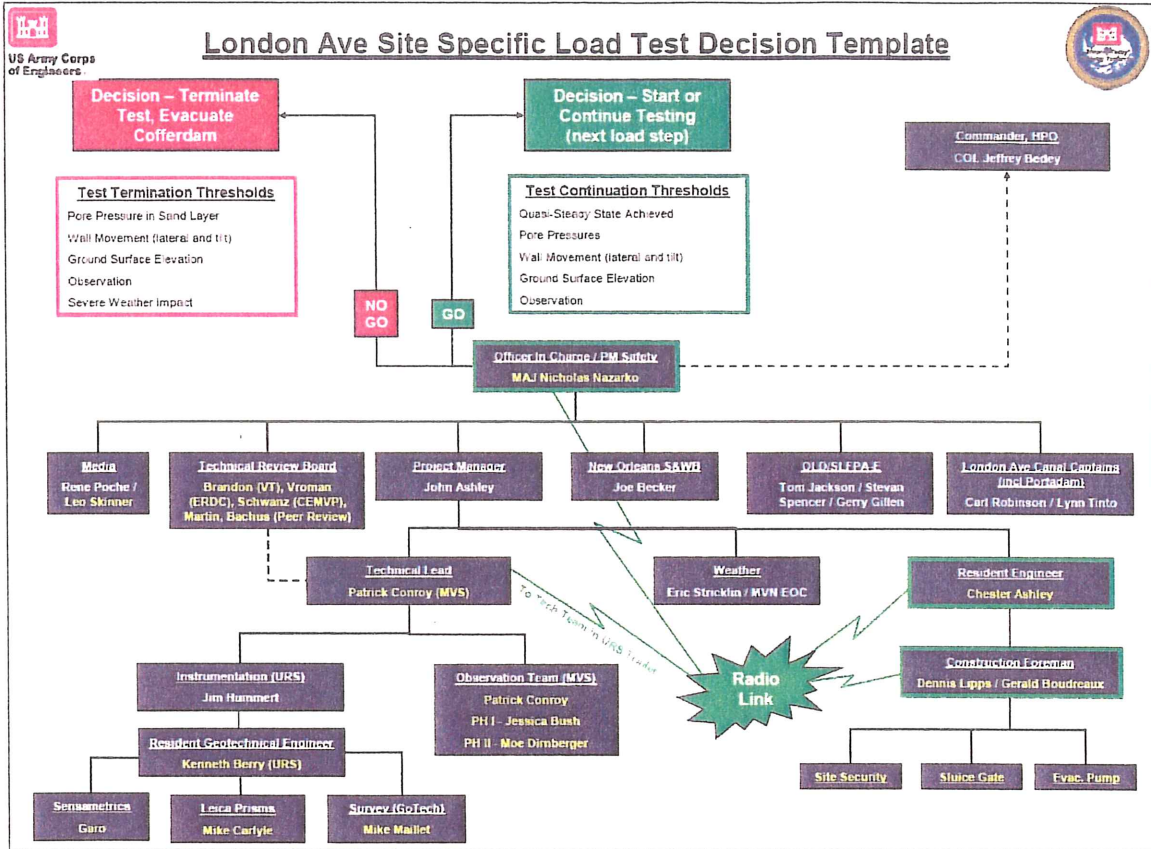 London Ave Site Specific Load Test Decision Template
US Army Corps
of Engineers
Decision – Terminate
Test, Evacuate
Cofferdam
Decision – Start or
Continue Testing
(next load step)
Commander, HPO
COL Jeffrey Bedey
Test Termination Thresholds
Pore Pressure in Sand Layer
Wall Movement (lateral and tilt)
Ground Surface Elevation
Observation
Severe Weather impact
Test Continuation Thresholds
Quasi-Steady State Achieved
Pore Pressures
Wall Movement (lateral and tilt)
Ground Surface Elevation
Observation
NO
GO
GO
Officer In Charge / PM Safety
MAJ Nicholas Nazarko
Media
Rene Poche /
Leo Skinner
Technical Review Board
Brandon (VT), Vroman
(ERDC), Schwanz (CEMVP),
Martin, Bachus (Peer Review)
Project Manager
John Ashley
New Orleans S&WB
Joe Becker
OLD/SLFPA-E
Tom Jackson / Stevan
Spencer / Gerry Gillen
London Ave Canal Captains
(incl Portadam)
Carl Robinson / Lynn Tinto
Technical Lead
Patrick Conroy (MVS)
Weather
Eric Stricklin / MVN EOC
Resident Engineer
Chester Ashley
To Tech Team in URS Trailer
Radio
Link
Construction Foreman
Dennis Lipps / Gerald Boudreaux
Instrumentation (URS)
Jim Hummert
Observation Team (MVS)
Patrick Conroy
PH I - Jessica Bush
PH II - Moe Dirnberger
Resident Geotechnical Engineer
Kenneth Berry (URS)
Site Security
Sluice Gate
Evac. Pump
Sensametrics
Garo
Leica Prisms
Mike Carlyle
Survey (GoTech)
Mike Maillet